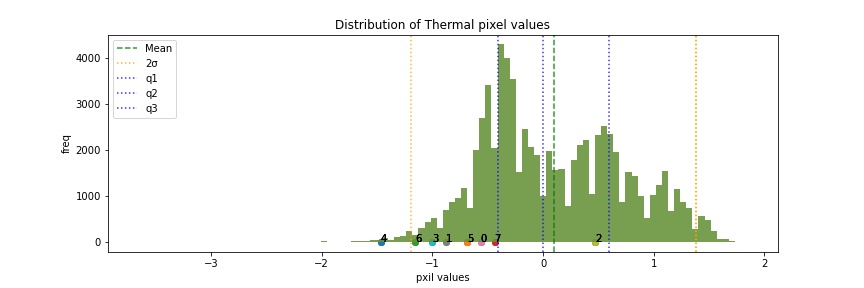 Distribution of Thermal pixel values
Mean
2σ
q1
q2
q3
4000
3000
2000
1000
0
freq
4 6 3 1 5 0 7 2
−3 −2 −1 0 1 2
pxil values